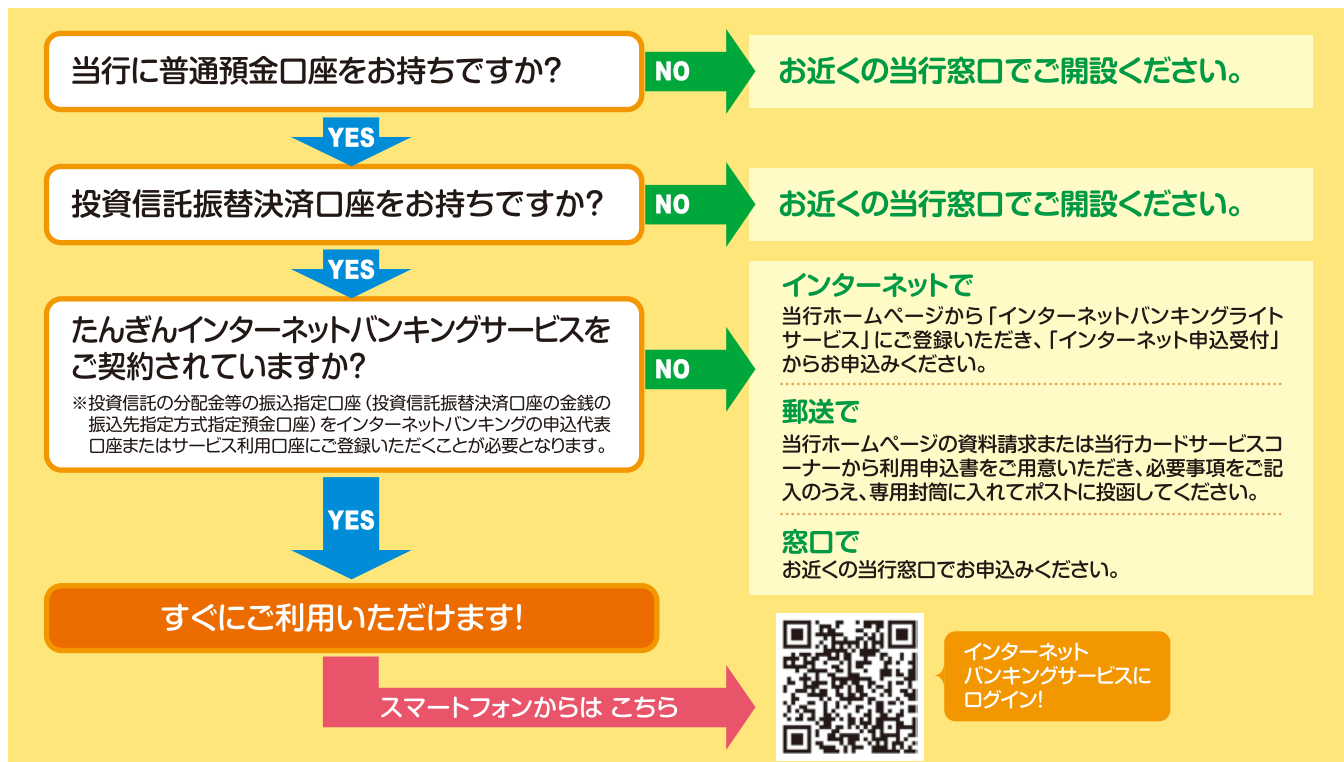 当行に普通預金口座をお持ちですか?
NO
お近くの当行窓口でご開設ください。
YES
投資信託振替決済口座をお持ちですか?
NO
お近くの当行窓口でご開設ください。
YES
たんぎんインターネットバンキングサービスを
ご契約されていますか?
※投資信託の分配金等の振込指定口座(投資信託振替決済口座の金銭の
振込先指定方式指定預金口座)をインターネットバンキングの申込代表
口座またはサービス利用口座にご登録いただくことが必要となります。
NO
インターネットで
当行ホームページから「インターネットバンキングライト
サービス」にご登録いただき、「インターネット申込受付」
からお申込みください。
郵送で
当行ホームページの資料請求または当行カードサービスコ
ーナーから利用申込書をご用意いただき、必要事項をご記
入のうえ、専用封筒に入れてポストに投函してください。
窓口で
お近くの当行窓口でお申込みください。
YES
すぐにご利用いただけます!
スマートフォンからは こちら
インターネット
バンキングサービスに
ログイン!